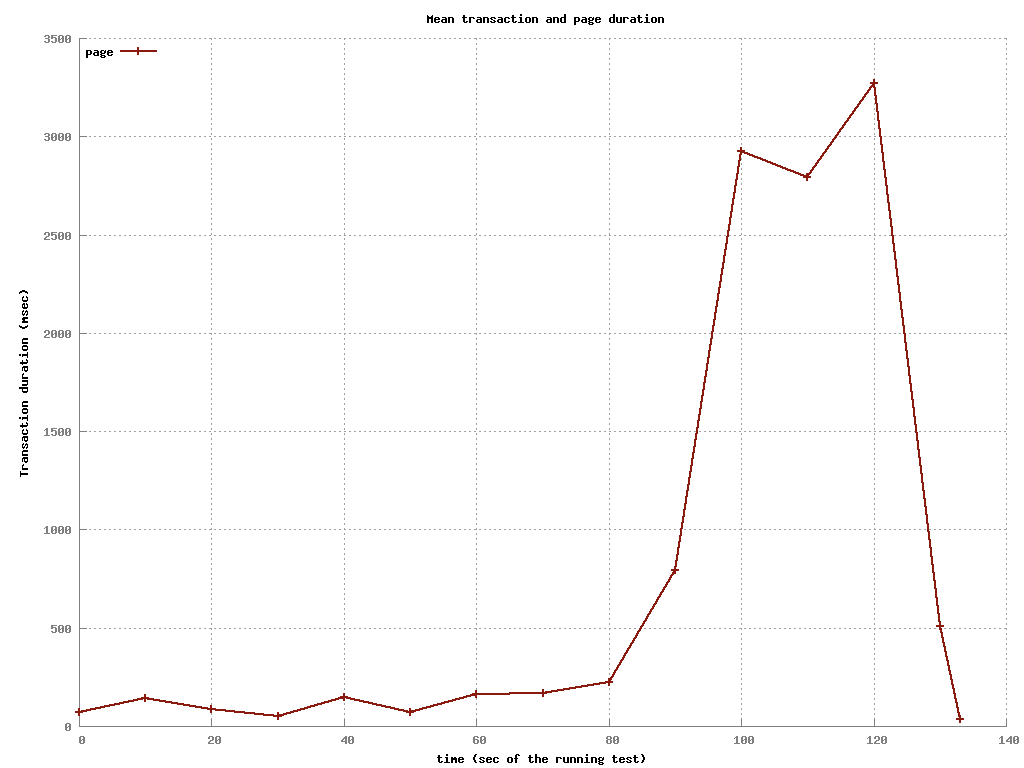 Mean transaction and page duration
page
3500
3000
2500
2000
1500
1000
500
0
Transaction duration (msec)
0 20 40 60 80 100 120 140
time (sec of the running test)